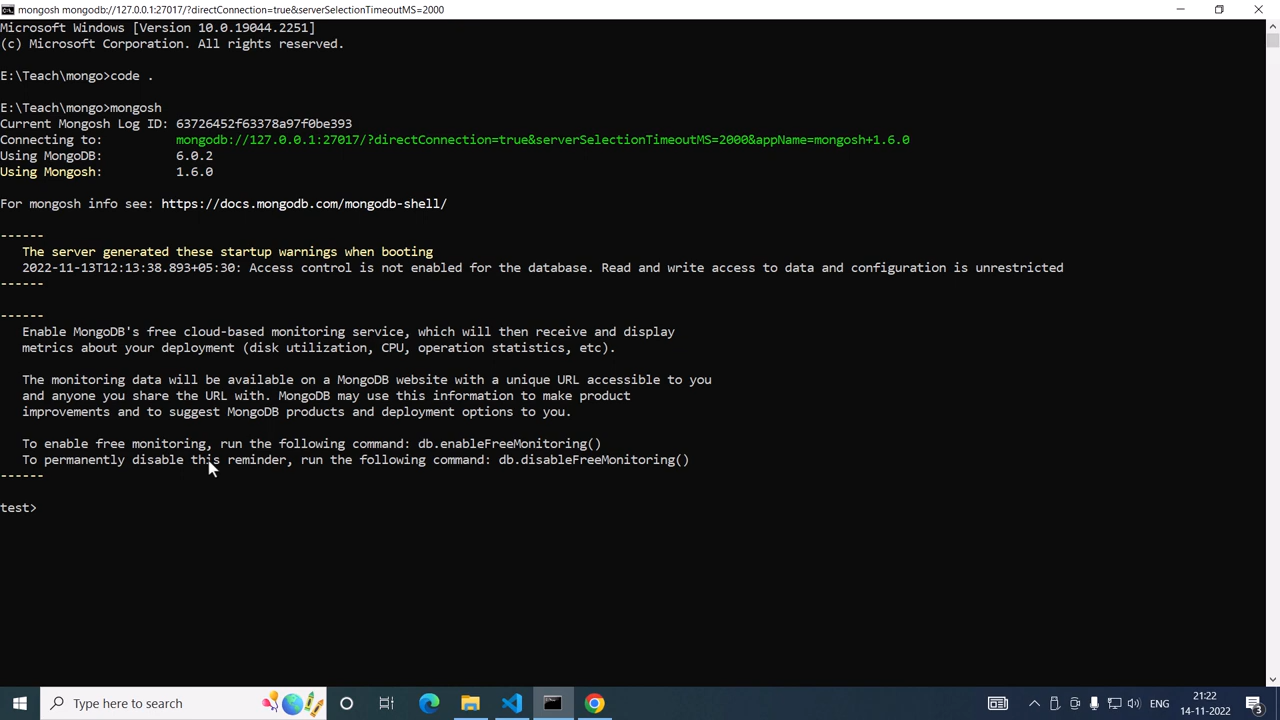 mongosh mongodb://127.0.0.1:27017/?directConnection=true&serverSelectionTimeoutMS=2000
Microsoft Windows [Version 10.0.19044.2251]
(c) Microsoft Corporation. All rights reserved.
E:\Teach\mongo>code .
E:\Teach\mongo>mongosh
Current Mongosh Log ID: 63726452f63378a97f0be393
Connecting to: mongodb://127.0.0.1:27017/?directConnection=true&serverSelectionTimeoutMS=2000&appName=mongosh+1.6.0
Using MongoDB: 6.0.2
Using Mongosh: 1.6.0
For mongosh info see: https://docs.mongodb.com/mongodb-shell/
------
The server generated these startup warnings when booting
2022-11-13T12:13:38.893+05:30: Access control is not enabled for the database. Read and write access to data and configuration is unrestricted
------
------
Enable MongoDB's free cloud-based monitoring service, which will then receive and display
metrics about your deployment (disk utilization, CPU, operation statistics, etc).
The monitoring data will be available on a MongoDB website with a unique URL accessible to you
and anyone you share the URL with. MongoDB may use this information to make product
improvements and to suggest MongoDB products and deployment options to you.
To enable free monitoring, run the following command: db.enableFreeMonitoring()
To permanently disable this reminder, run the following command: db.disableFreeMonitoring()
------
test>
Type here to search
ENG
21:22
14-11-2022
3